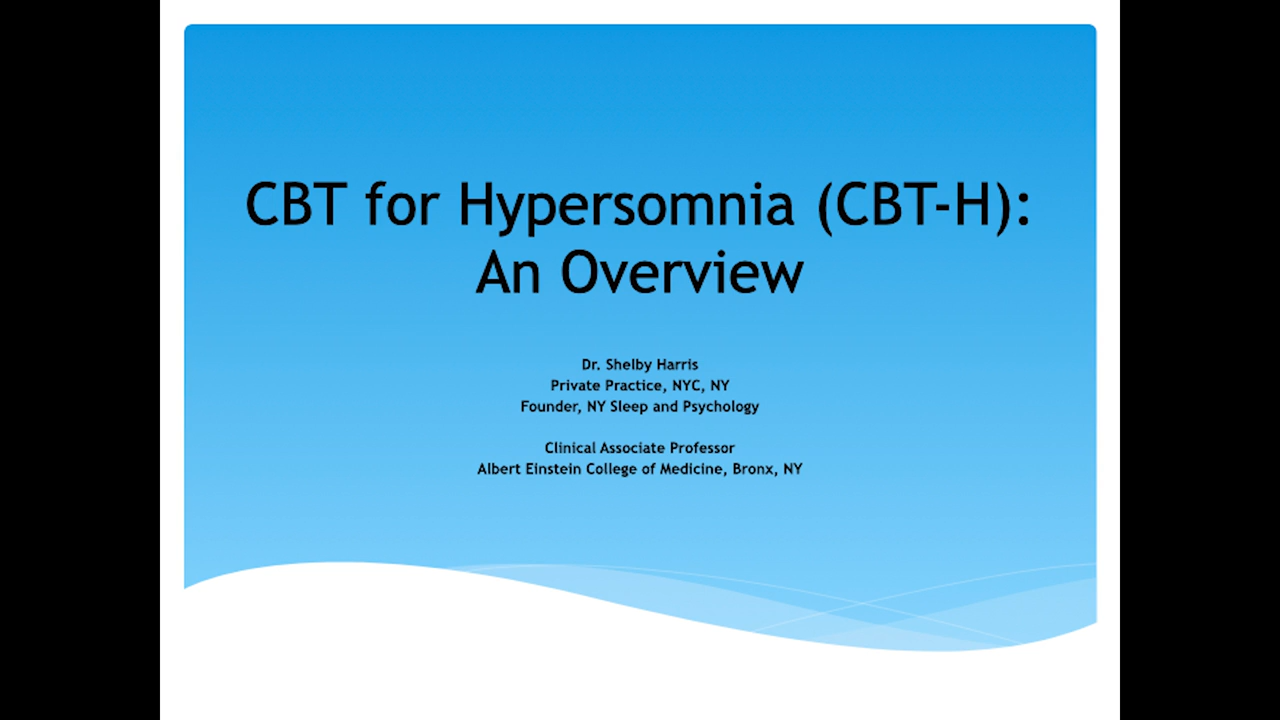 CBT for Hypersomnia (CBT-H):
An Overview
Dr. Shelby Harris
Private Practice, NYC, NY
Founder, NY Sleep and Psychology
Clinical Associate Professor
Albert Einstein College of Medicine, Bronx, NY